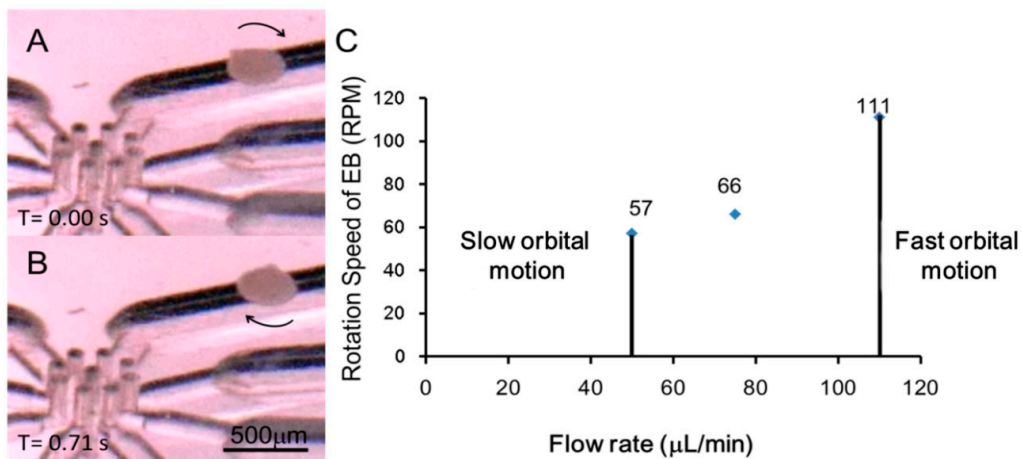 A
T= 0.00 s
B
T= 0.71 s
500μm
C
Rotation Speed of EB (RPM)
120
100
80
60
40
20
0
111
66
57
Slow orbital
motion
Fast orbital
motion
0 20 40 60 80 100 120
Flow rate (μL/min)